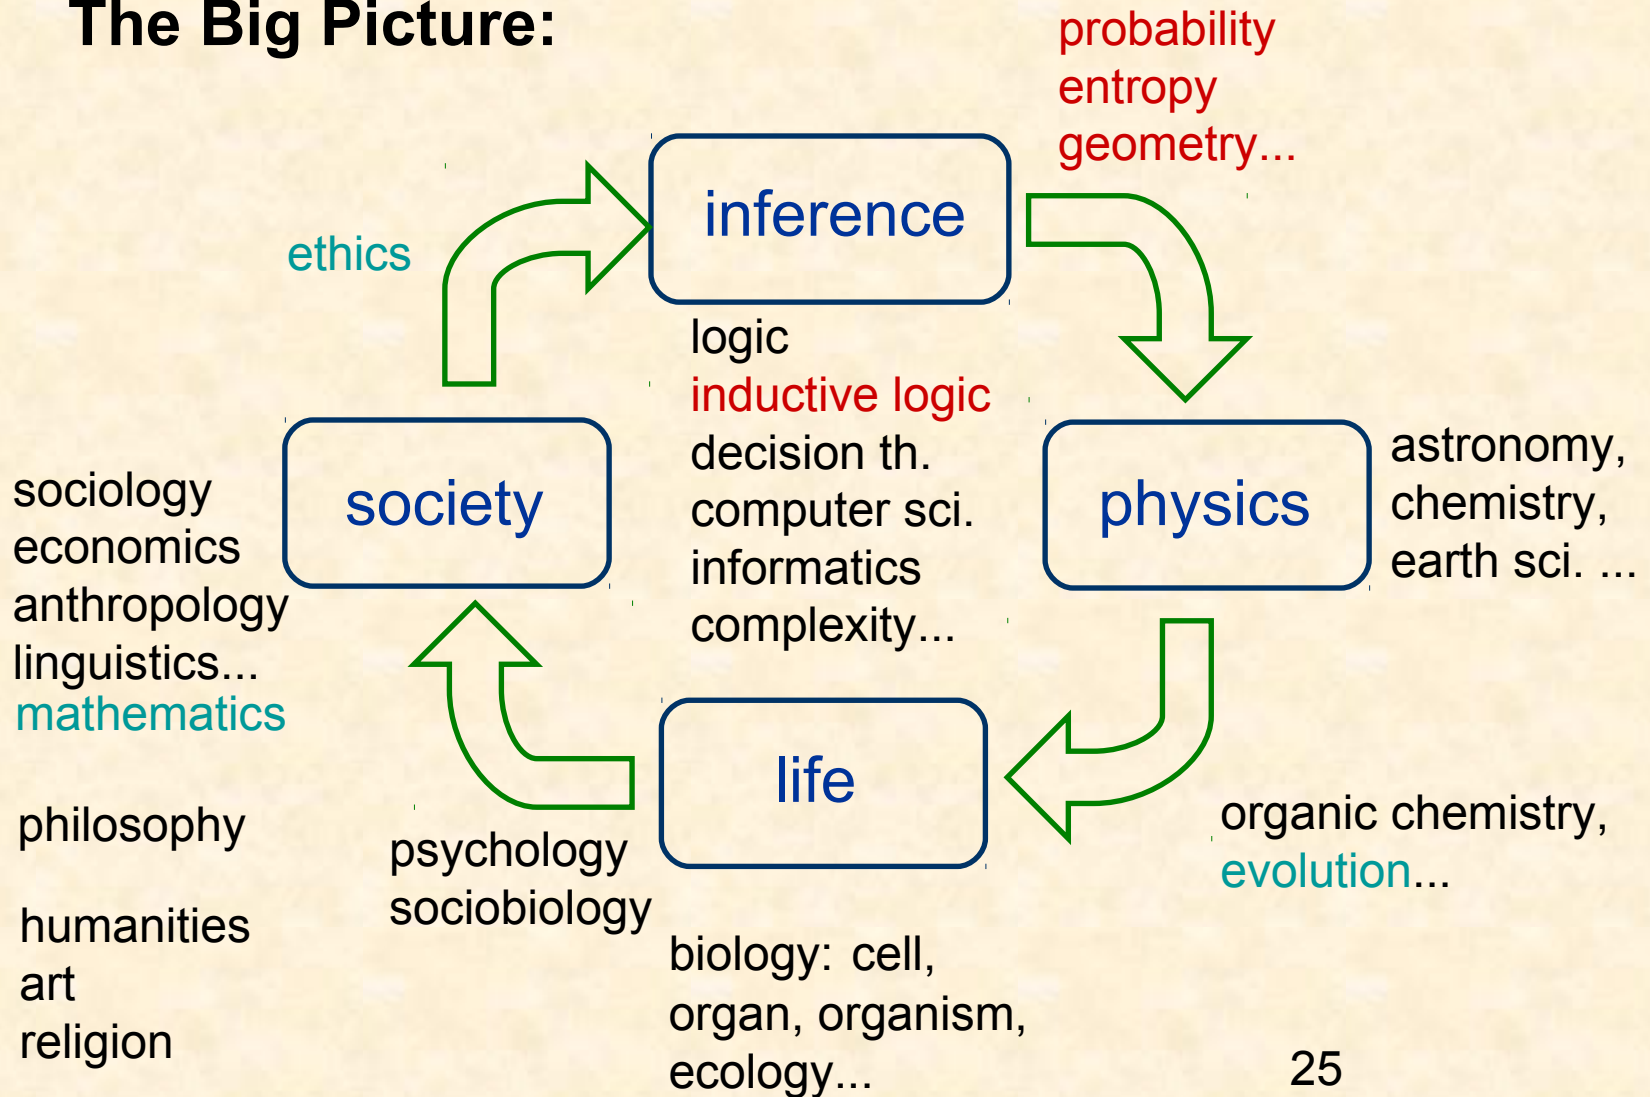 The Big Picture:
probability
entropy
geometry...
inference
ethics
logic
inductive logic
decision th.
computer sci.
informatics
complexity...
society
physics
astronomy,
chemistry,
earth sci. ...
sociology
economics
anthropology
linguistics...
mathematics
philosophy
humanities
art
religion
life
psychology
sociobiology
organic chemistry,
evolution...
biology: cell,
organ, organism,
ecology...
25